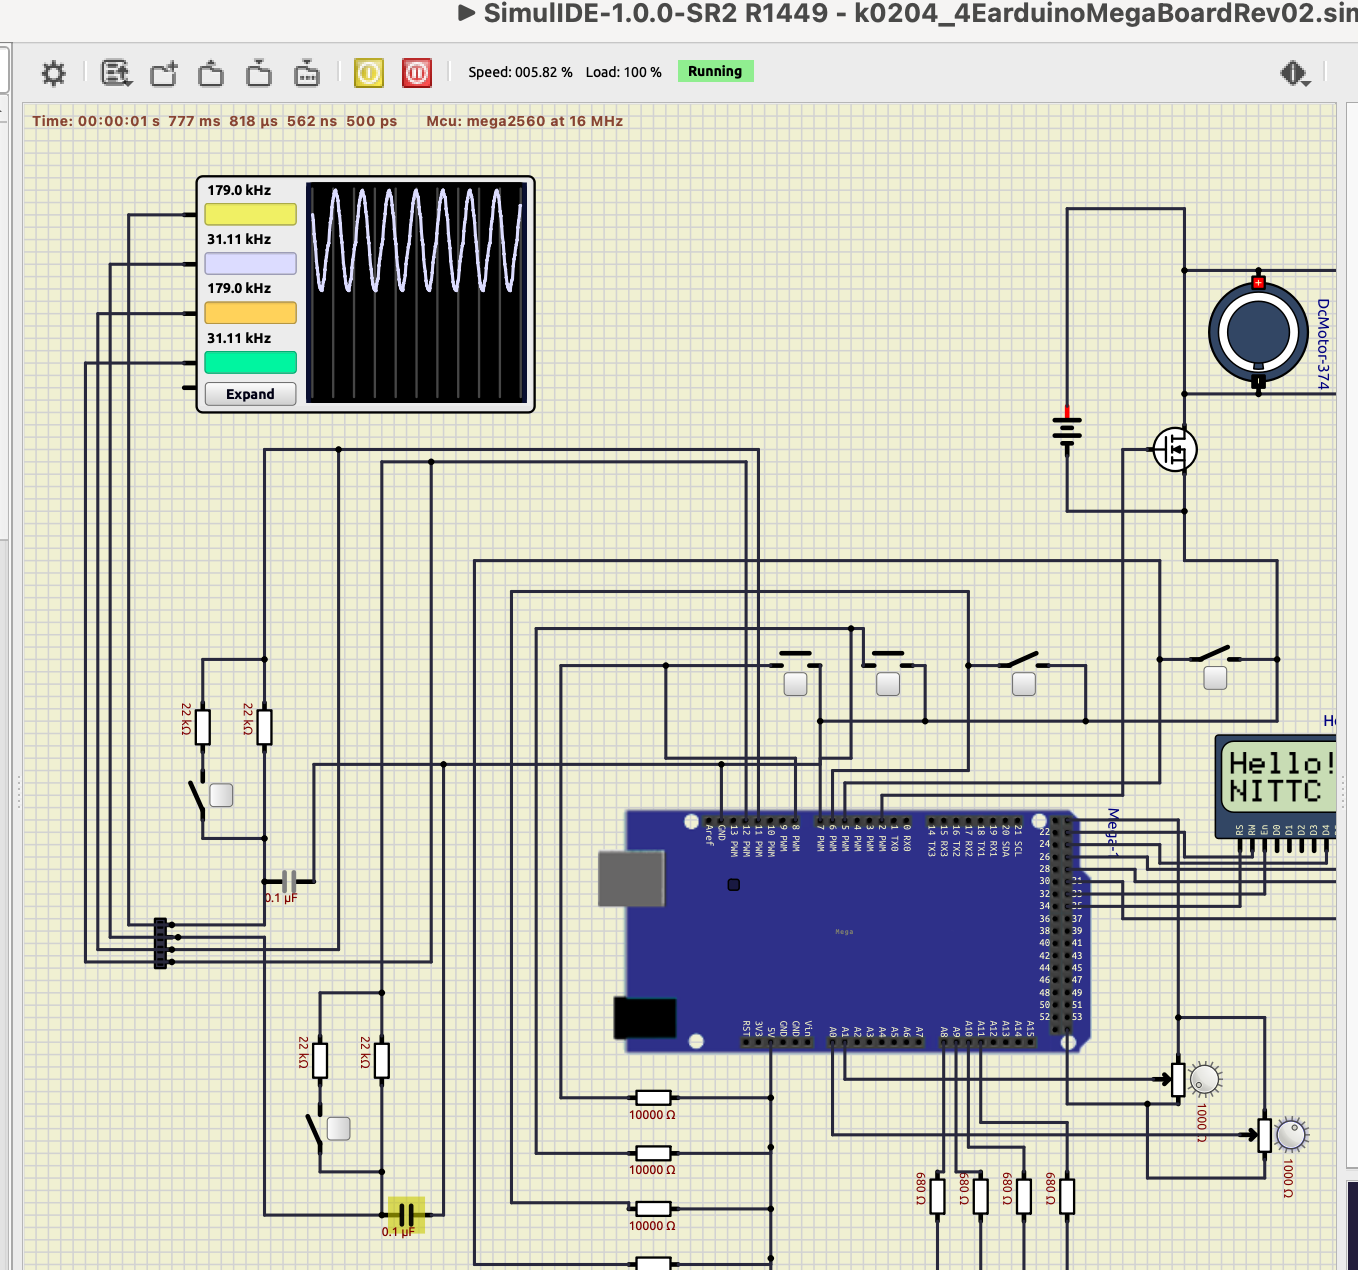 SimulIDE-1.0.0-SR2 R1449 - k0204_4EarduinoMegaBoardRev02.sim
Speed: 005.82 % Load: 100 % Running
Time: 00:00:01 s 777 ms 818 µs 562 ns 500 ps Mcu: mega2560 at 16 MHz
179.0 kHz
31.11 kHz
179.0 kHz
31.11 kHz
Expand
DcMotor-374
22 kΩ
22 kΩ
0.1 µF
Hello!
NITTC
RS
RW
En
D0
D1
D2
D3
D4
Mega-
Aref
GND
13 PWM
12 PWM
11 PWM
10 PWM
9 PWM
8 PWM
7 PWM
6 PWM
5 PWM
4 PWM
3 PWM
2 PWM
1 TX0
0 RX0
14 TX3
15 RX3
16 TX2
17 RX2
18 TX1
19 RX1
20 SDA
21 SCL
22
24
26
28
30 31
32 33
34 35
36 37
38 39
40 41
42 43
44 45
46 47
48 49
50 51
52 53
Mega
RST
3V3
5V
GND
GND
Vin
A0
A1
A2
A3
A4
A5
A6
A7
A8
A9
A10
A11
A12
A13
A14
A15
22 kΩ
22 kΩ
0.1 µF
10000 Ω
10000 Ω
10000 Ω
680 Ω
680 Ω
680 Ω
680 Ω
1000 Ω
1000 Ω